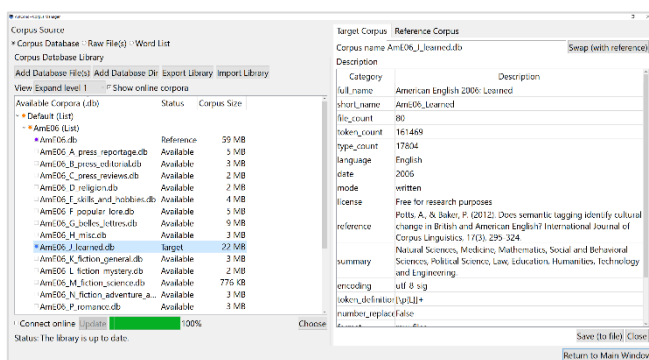 Corpus Source
Corpus Database Raw File(s) Word List
Corpus Database Library
Add Database File(s) Add Database Dir Export Library Import Library
View Expand level 1 Show online corpora
Available Corpora (.db) Status Corpus Size
Default (List)
AmE06 (List)
AmE06.db Reference 59 MB
AmE06_A_press_reportage.db Available 5 MB
AmE06_B_press_editorial.db Available 3 MB
AmE06_C_press_reviews.db Available 2 MB
AmE06_D_religion.db Available 2 MB
AmE06_E_skills_and_hobbies.db Available 4 MB
AmE06_F_popular_lore.db Available 5 MB
AmE06_G_belles_lettres.db Available 9 MB
AmE06_H_misc.db Available 3 MB
AmE06_J_learned.db Target 22 MB
AmE06_K_fiction_general.db Available 3 MB
AmE06_L_fiction_mystery.db Available 2 MB
AmE06_M_fiction_science.db Available 776 KB
AmE06_N_fiction_adventure_a... Available 3 MB
AmE06_P_romance.db Available 3 MB
Connect online Update 100% Choose
Status: The library is up to date.
Target Corpus Reference Corpus
Corpus name AmE06_J_learned.db Swap (with reference)
Description
Category Description
full_name American English 2006: Learned
short_name AmE06_Learned
file_count 80
token_count 161469
type_count 17804
language English
date 2006
mode written
license Free for research purposes
Potts, A., & Baker, P. (2012). Does semantic tagging identify cultural
reference change in British and American English? International Journal of
Corpus Linguistics, 17(3), 295-324.
Natural Sciences, Medicine, Mathematics, Social and Behavioral
summary Sciences, Political Science, Law, Education, Humanities, Technology
and Engineering.
encoding utf-8-sig
token_definition [\p{L}]+
number_replace False
Save (to file) Close
Return to Main Window